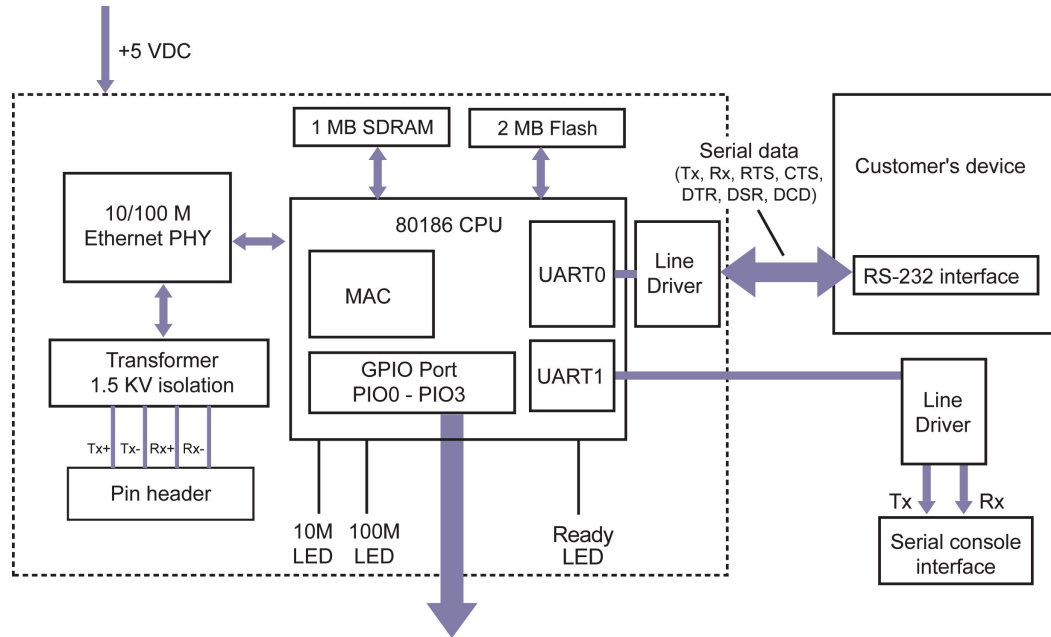 +5 VDC
1 MB SDRAM
2 MB Flash
Serial data
(Tx, Rx, RTS, CTS,
DTR, DSR, DCD)
Customer's device
10/100 M
Ethernet PHY
80186 CPU
MAC
UART0
Line
Driver
RS-232 interface
Transformer
1.5 KV isolation
GPIO Port
PIO0 - PIO3
UART1
Line
Driver
Tx+
Tx-
Rx+
Rx-
Pin header
10M
LED
100M
LED
Ready
LED
Tx
Rx
Serial console
interface